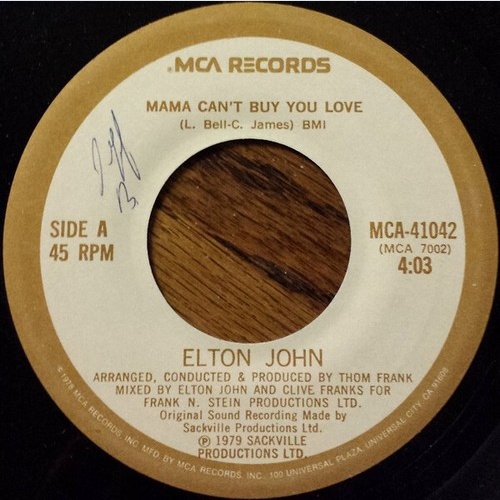 MCA RECORDS
MAMA CAN'T BUY YOU LOVE
(L. Bell-C. James) BMI
Jeff
B.
SIDE A
45 RPM
MCA-41042
(MCA 7002)
4:03
ELTON JOHN
ARRANGED, CONDUCTED & PRODUCED BY THOM FRANK
MIXED BY ELTON JOHN AND CLIVE FRANKS FOR
FRANK N. STEIN PRODUCTIONS LTD.
Original Sound Recording Made by
Sackville Productions Ltd.
℗ 1979 SACKVILLE
PRODUCTIONS LTD.
© 1979 MCA RECORDS, INC. MFD. BY MCA RECORDS, INC. 100 UNIVERSAL PLAZA, UNIVERSAL CITY, CA 91608